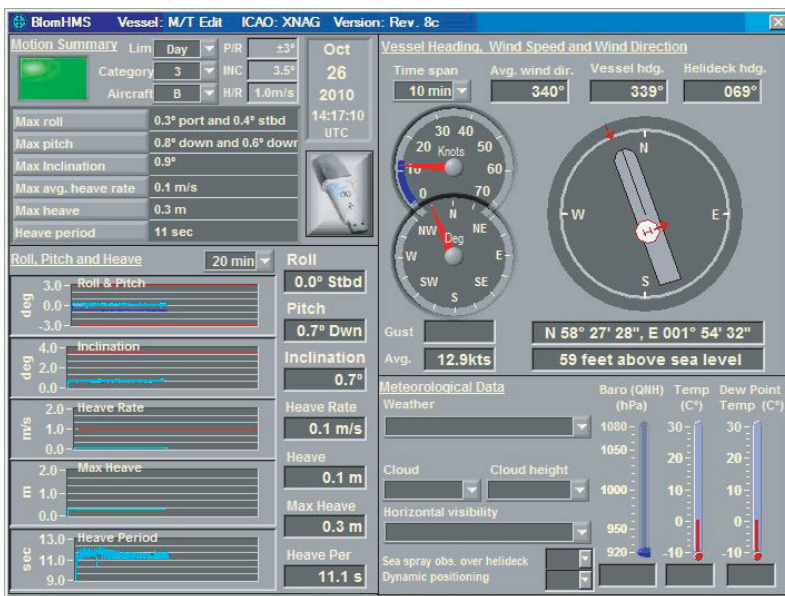 BlomHMS Vessel: M/T Edit ICAO: XNAG Version: Rev. 8c
Motion Summary Lim Day P/R ±3°
Category 3 INC 3.5°
Aircraft B H/R 1.0m/s
Oct
26
2010
14:17:10
UTC
Max roll 0.3° port and 0.4° stbd
Max pitch 0.8° down and 0.6° down
Max Inclination 0.9°
Max avg. heave rate 0.1 m/s
Max heave 0.3 m
Heave period 11 sec
Vessel Heading, Wind Speed and Wind Direction
Time span Avg. wind dir. Vessel hdg. Helideck hdg.
10 min 340° 339° 069°
0 10 20 30 40 50 60 70
Knots
N NE E SE S SW W NW
Deg
N E S W
H
Gust
Avg. 12.9kts
N 58° 27' 28", E 001° 54' 32"
59 feet above sea level
Roll, Pitch and Heave 20 min
Roll & Pitch
deg
3.0
0.0
-3.0
Inclination
deg
4.0
2.0
0.0
Heave Rate
m/s
2.0
1.0
0.0
Max Heave
m
2.0
1.0
0.0
Heave Period
sec
13.0
11.0
9.0
Roll
0.0° Stbd
Pitch
0.7° Dwn
Inclination
0.7°
Heave Rate
0.1 m/s
Heave
0.1 m
Max Heave
0.3 m
Heave Per
11.1 s
Meteorological Data
Weather
Cloud Cloud height
Horizontal visibility
Sea spray obs. over helideck
Dynamic positioning
Baro (QNH) Temp Dew Point
(hPa) (C°) Temp (C°)
1080 30 30
1050 20 20
1000 10 10
950 0 0
920 -10 -10